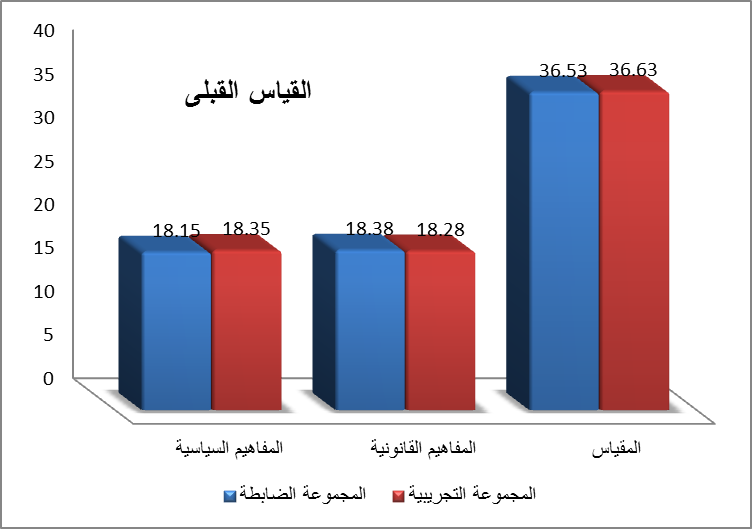 القياس القبلى
40
35
30
25
20
15
10
5
0
18.15
18.35
18.38
18.28
36.53
36.63
المفاهيم السياسية
المفاهيم القانونية
المقياس
المجموعة الضابطة
المجموعة التجريبية